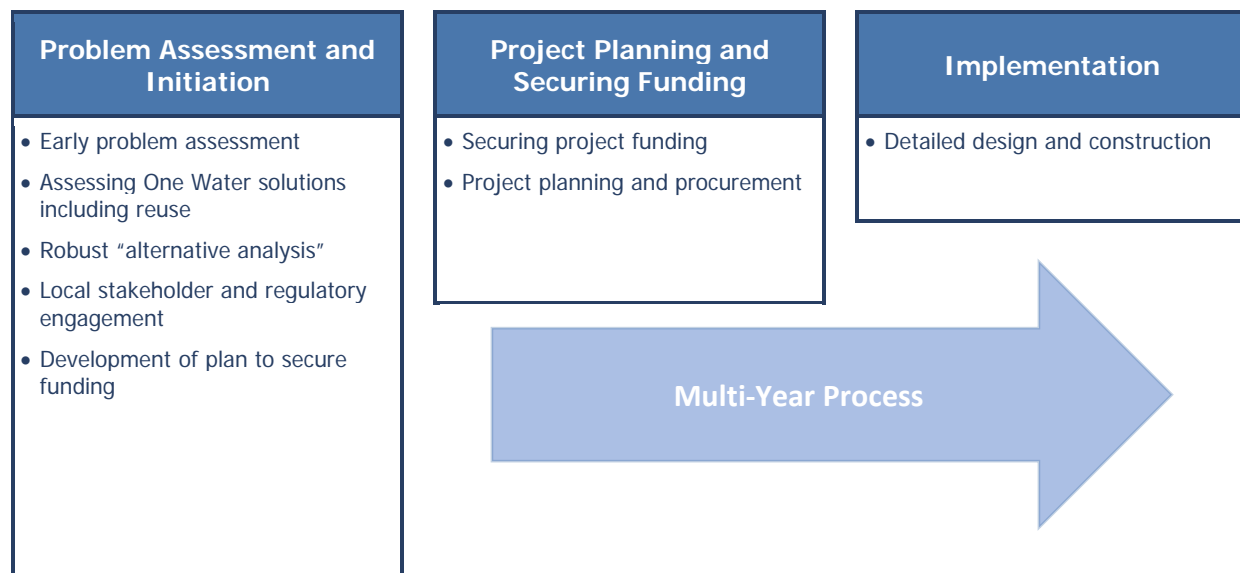 Problem Assessment and
Initiation
• Early problem assessment
• Assessing One Water solutions
including reuse
• Robust “alternative analysis”
• Local stakeholder and regulatory
engagement
• Development of plan to secure
funding
Project Planning and
Securing Funding
• Securing project funding
• Project planning and procurement
Implementation
• Detailed design and construction
Multi-Year Process